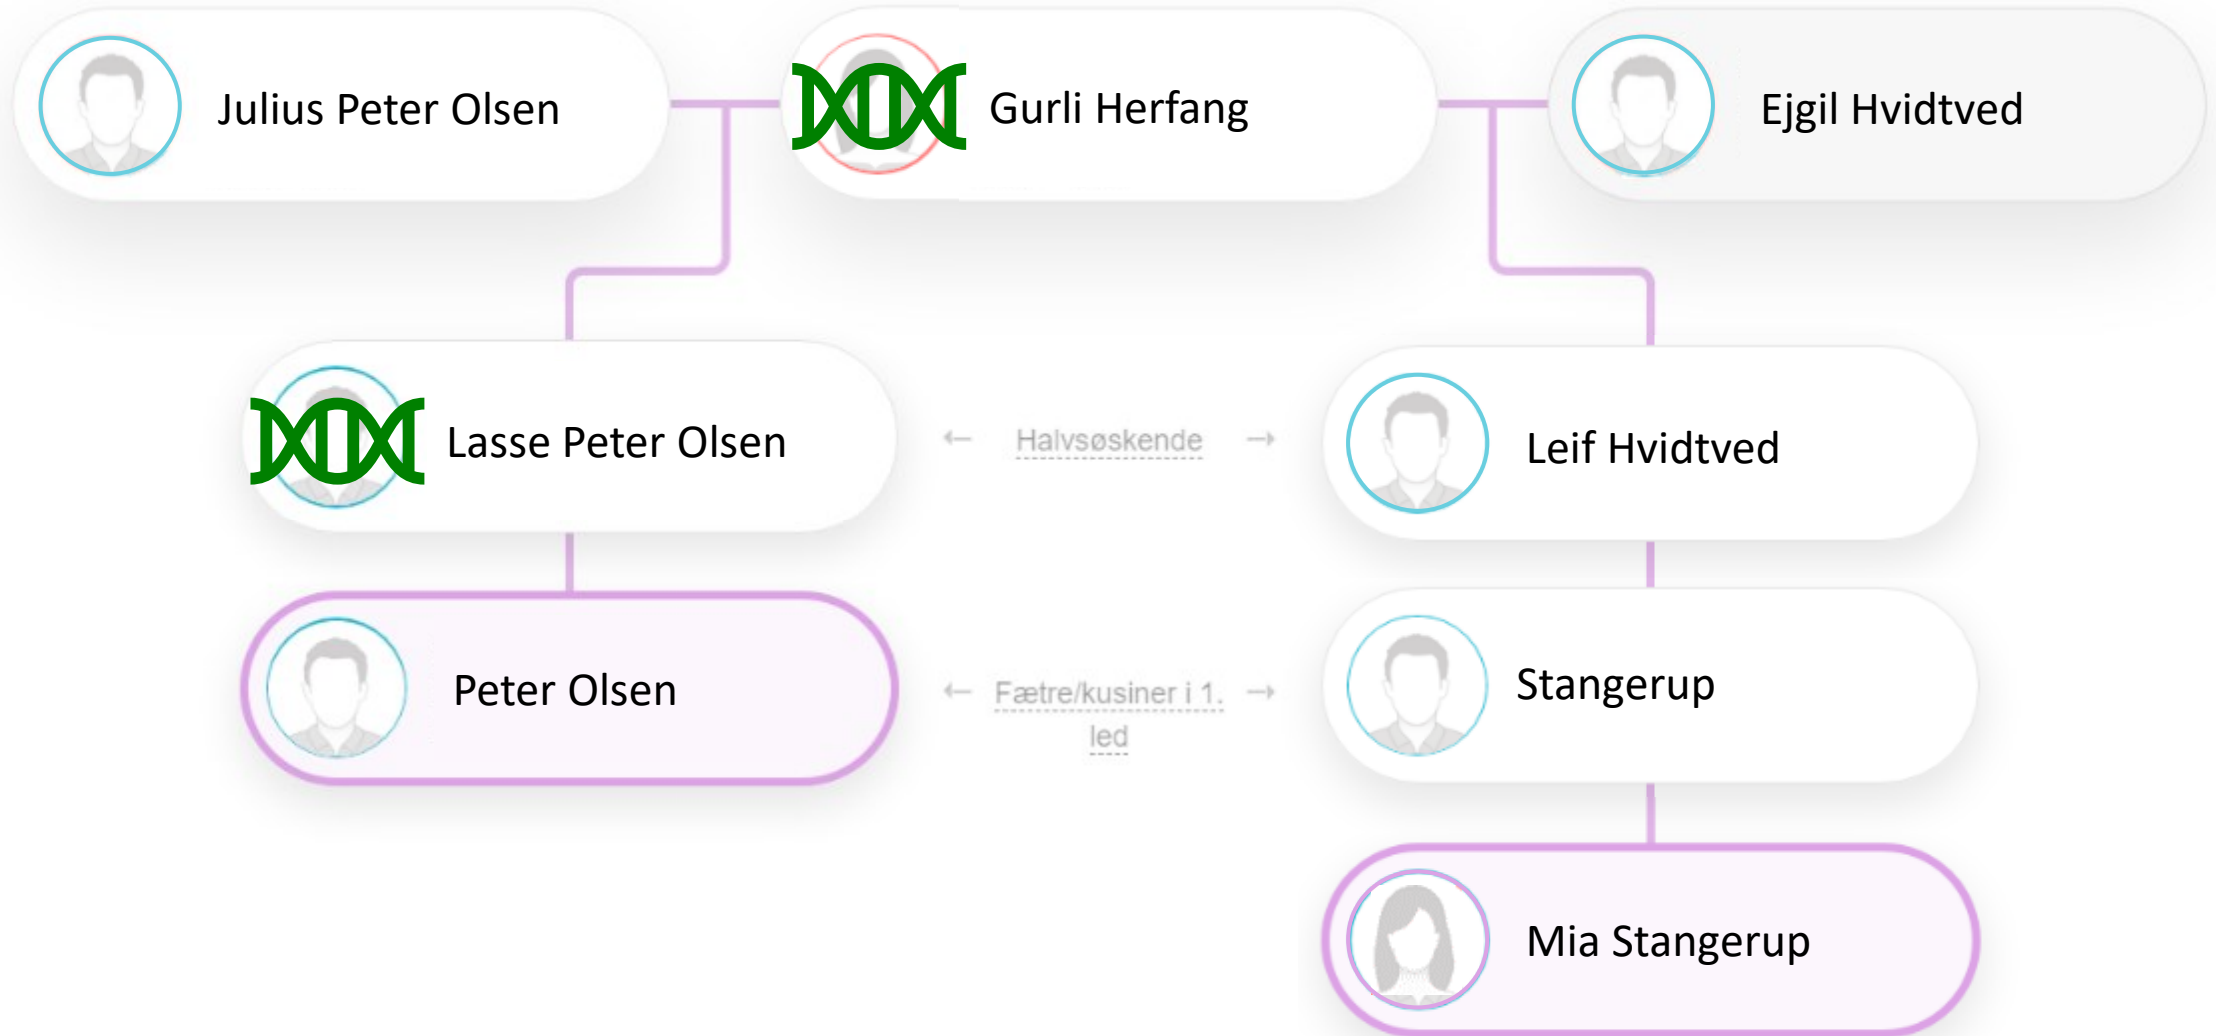 Julius Peter Olsen
Gurli Herfang
Ejgil Hvidtved
Lasse Peter Olsen
← Halvsøskende →
Leif Hvidtved
Peter Olsen
← Fætre/kusiner i 1. →
led
Stangerup
Mia Stangerup